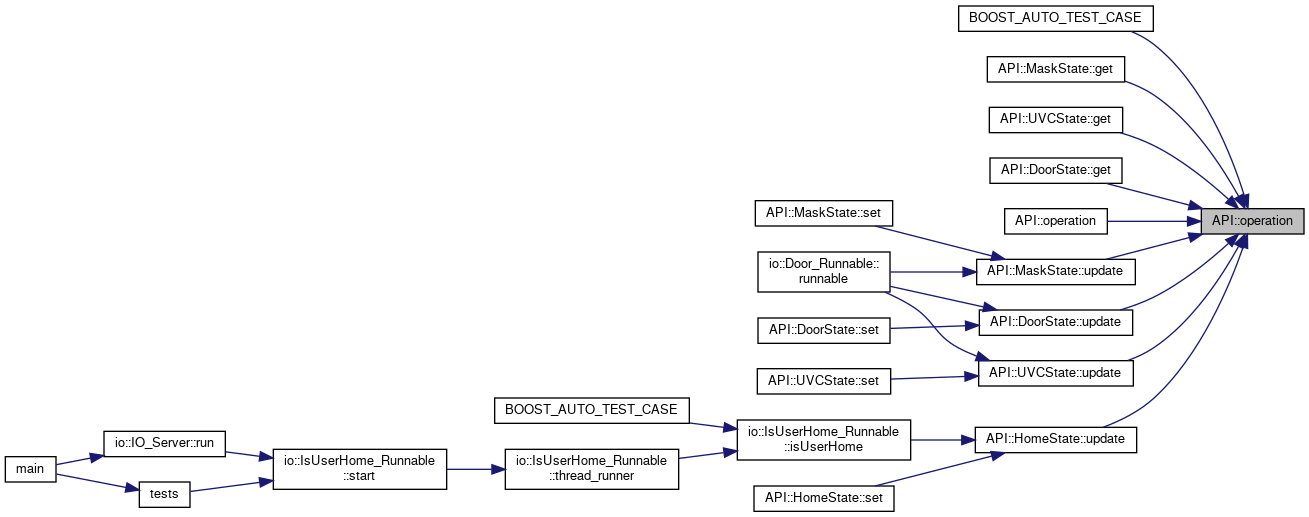 BOOST_AUTO_TEST_CASE
API::MaskState::get
API::UVCState::get
API::DoorState::get
API::operation
API::operation
API::MaskState::set
API::MaskState::update
io::Door_Runnable::
runnable
API::DoorState::update
API::DoorState::set
API::UVCState::update
API::UVCState::set
BOOST_AUTO_TEST_CASE
io::IsUserHome_Runnable
::isUserHome
API::HomeState::update
io::IO_Server::run
main
io::IsUserHome_Runnable
::start
io::IsUserHome_Runnable
::thread_runner
tests
API::HomeState::set